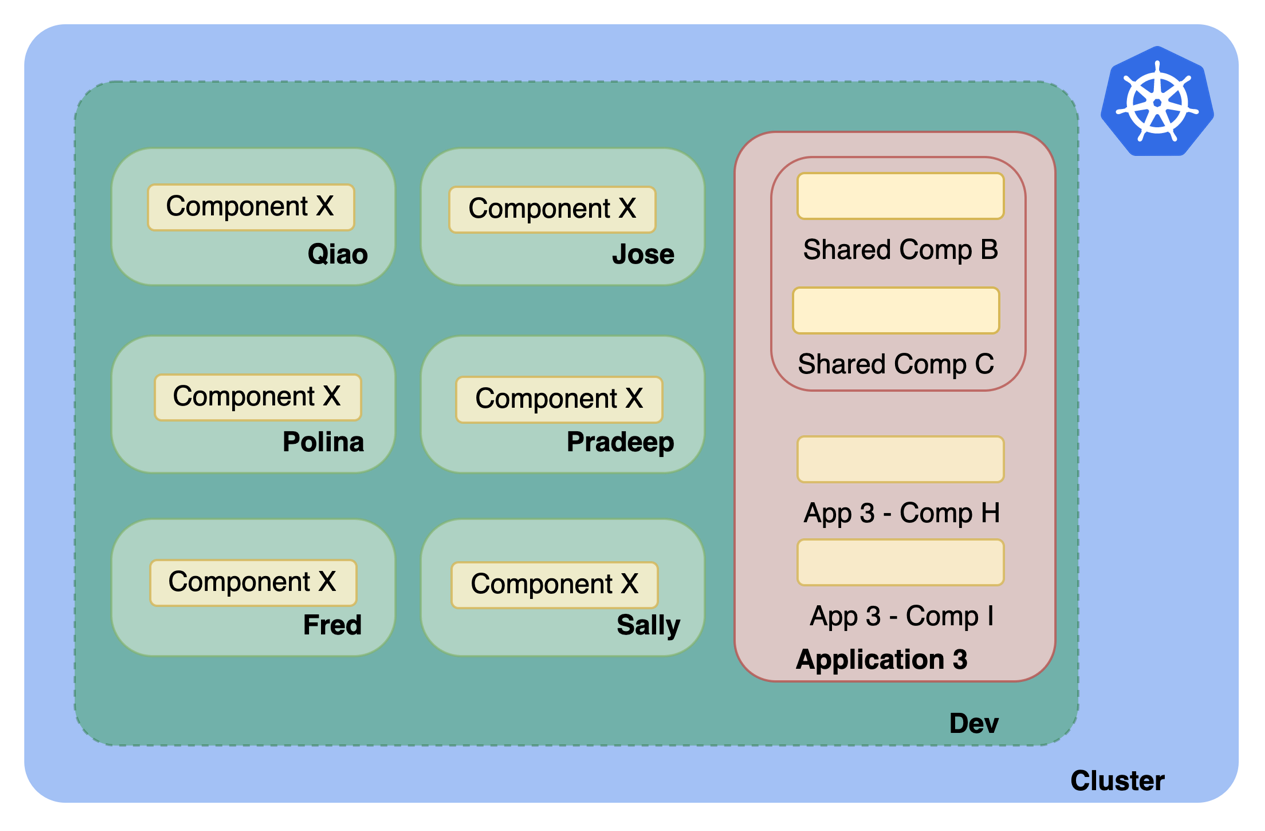 Component X
Qiao
Component X
Jose
Component X
Polina
Component X
Pradeep
Component X
Fred
Component X
Sally
Shared Comp B
Shared Comp C
App 3 - Comp H
App 3 - Comp I
Application 3
Dev
Cluster